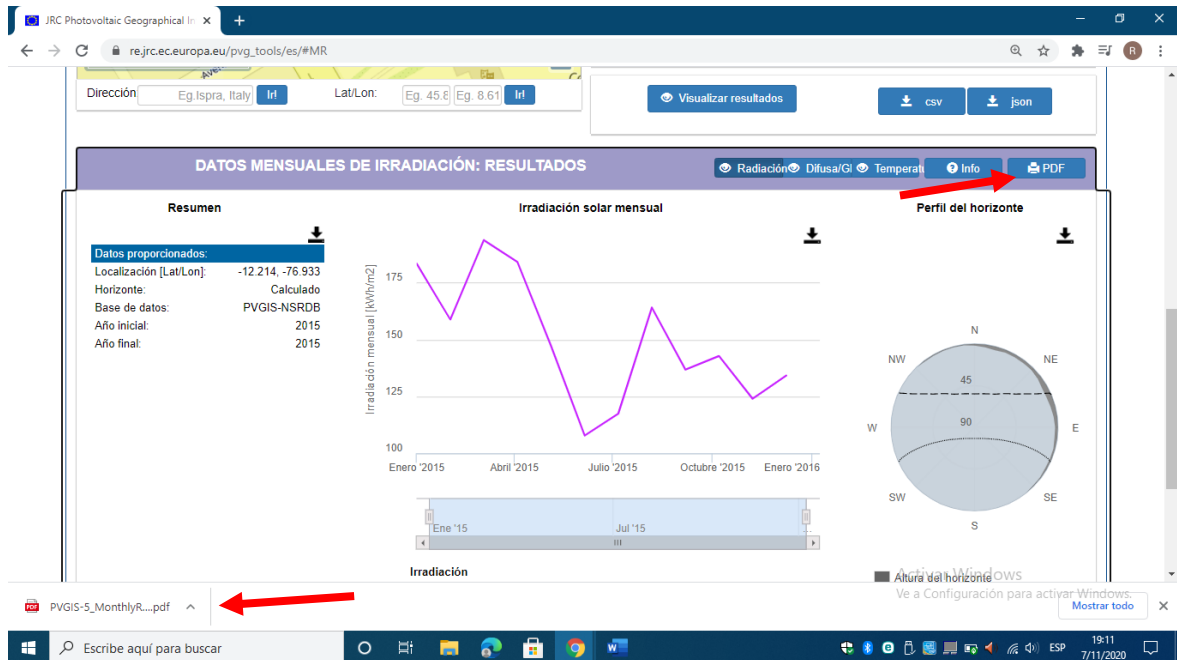 JRC Photovoltaic Geographical In
re.jrc.ec.europa.eu/pvg_tools/es/#MR
R
Dirección:
Eg.Ispra, Italy
Ir!
Lat/Lon:
Eg. 45.8
Eg. 8.61
Ir!
Visualizar resultados
csv
json
DATOS MENSUALES DE IRRADIACIÓN: RESULTADOS
Radiación
Difusa/Gl
Temperatu
Info
PDF
Resumen
Datos proporcionados:
Localización [Lat/Lon]: -12.214, -76.933
Horizonte: Calculado
Base de datos: PVGIS-NSRDB
Año inicial: 2015
Año final: 2015
Irradiación solar mensual
Irradiación mensual [kWh/m2]
175
150
125
100
Enero '2015
Abril '2015
Julio '2015
Octubre '2015
Enero '2016
Ene '15
Jul '15
Irradiación
Perfil del horizonte
N
NW
NE
45
W
90
E
SW
SE
S
Altura del horizonte
Activar Windows
Ve a Configuración para activar Windows.
PDF
PVGIS-5_MonthlyR....pdf
Mostrar todo
Escribe aquí para buscar
ESP
19:11
7/11/2020